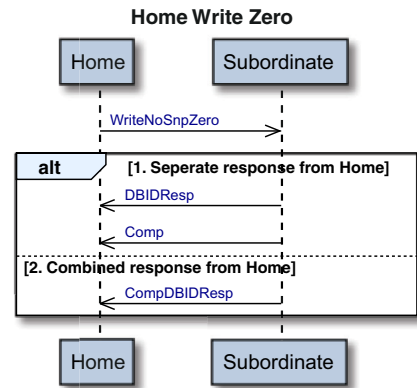 Home Write Zero
Home Subordinate
WriteNoSnpZero
alt [1. Seperate response from Home]
DBIDResp
Comp
[2. Combined response from Home]
CompDBIDResp
Home Subordinate